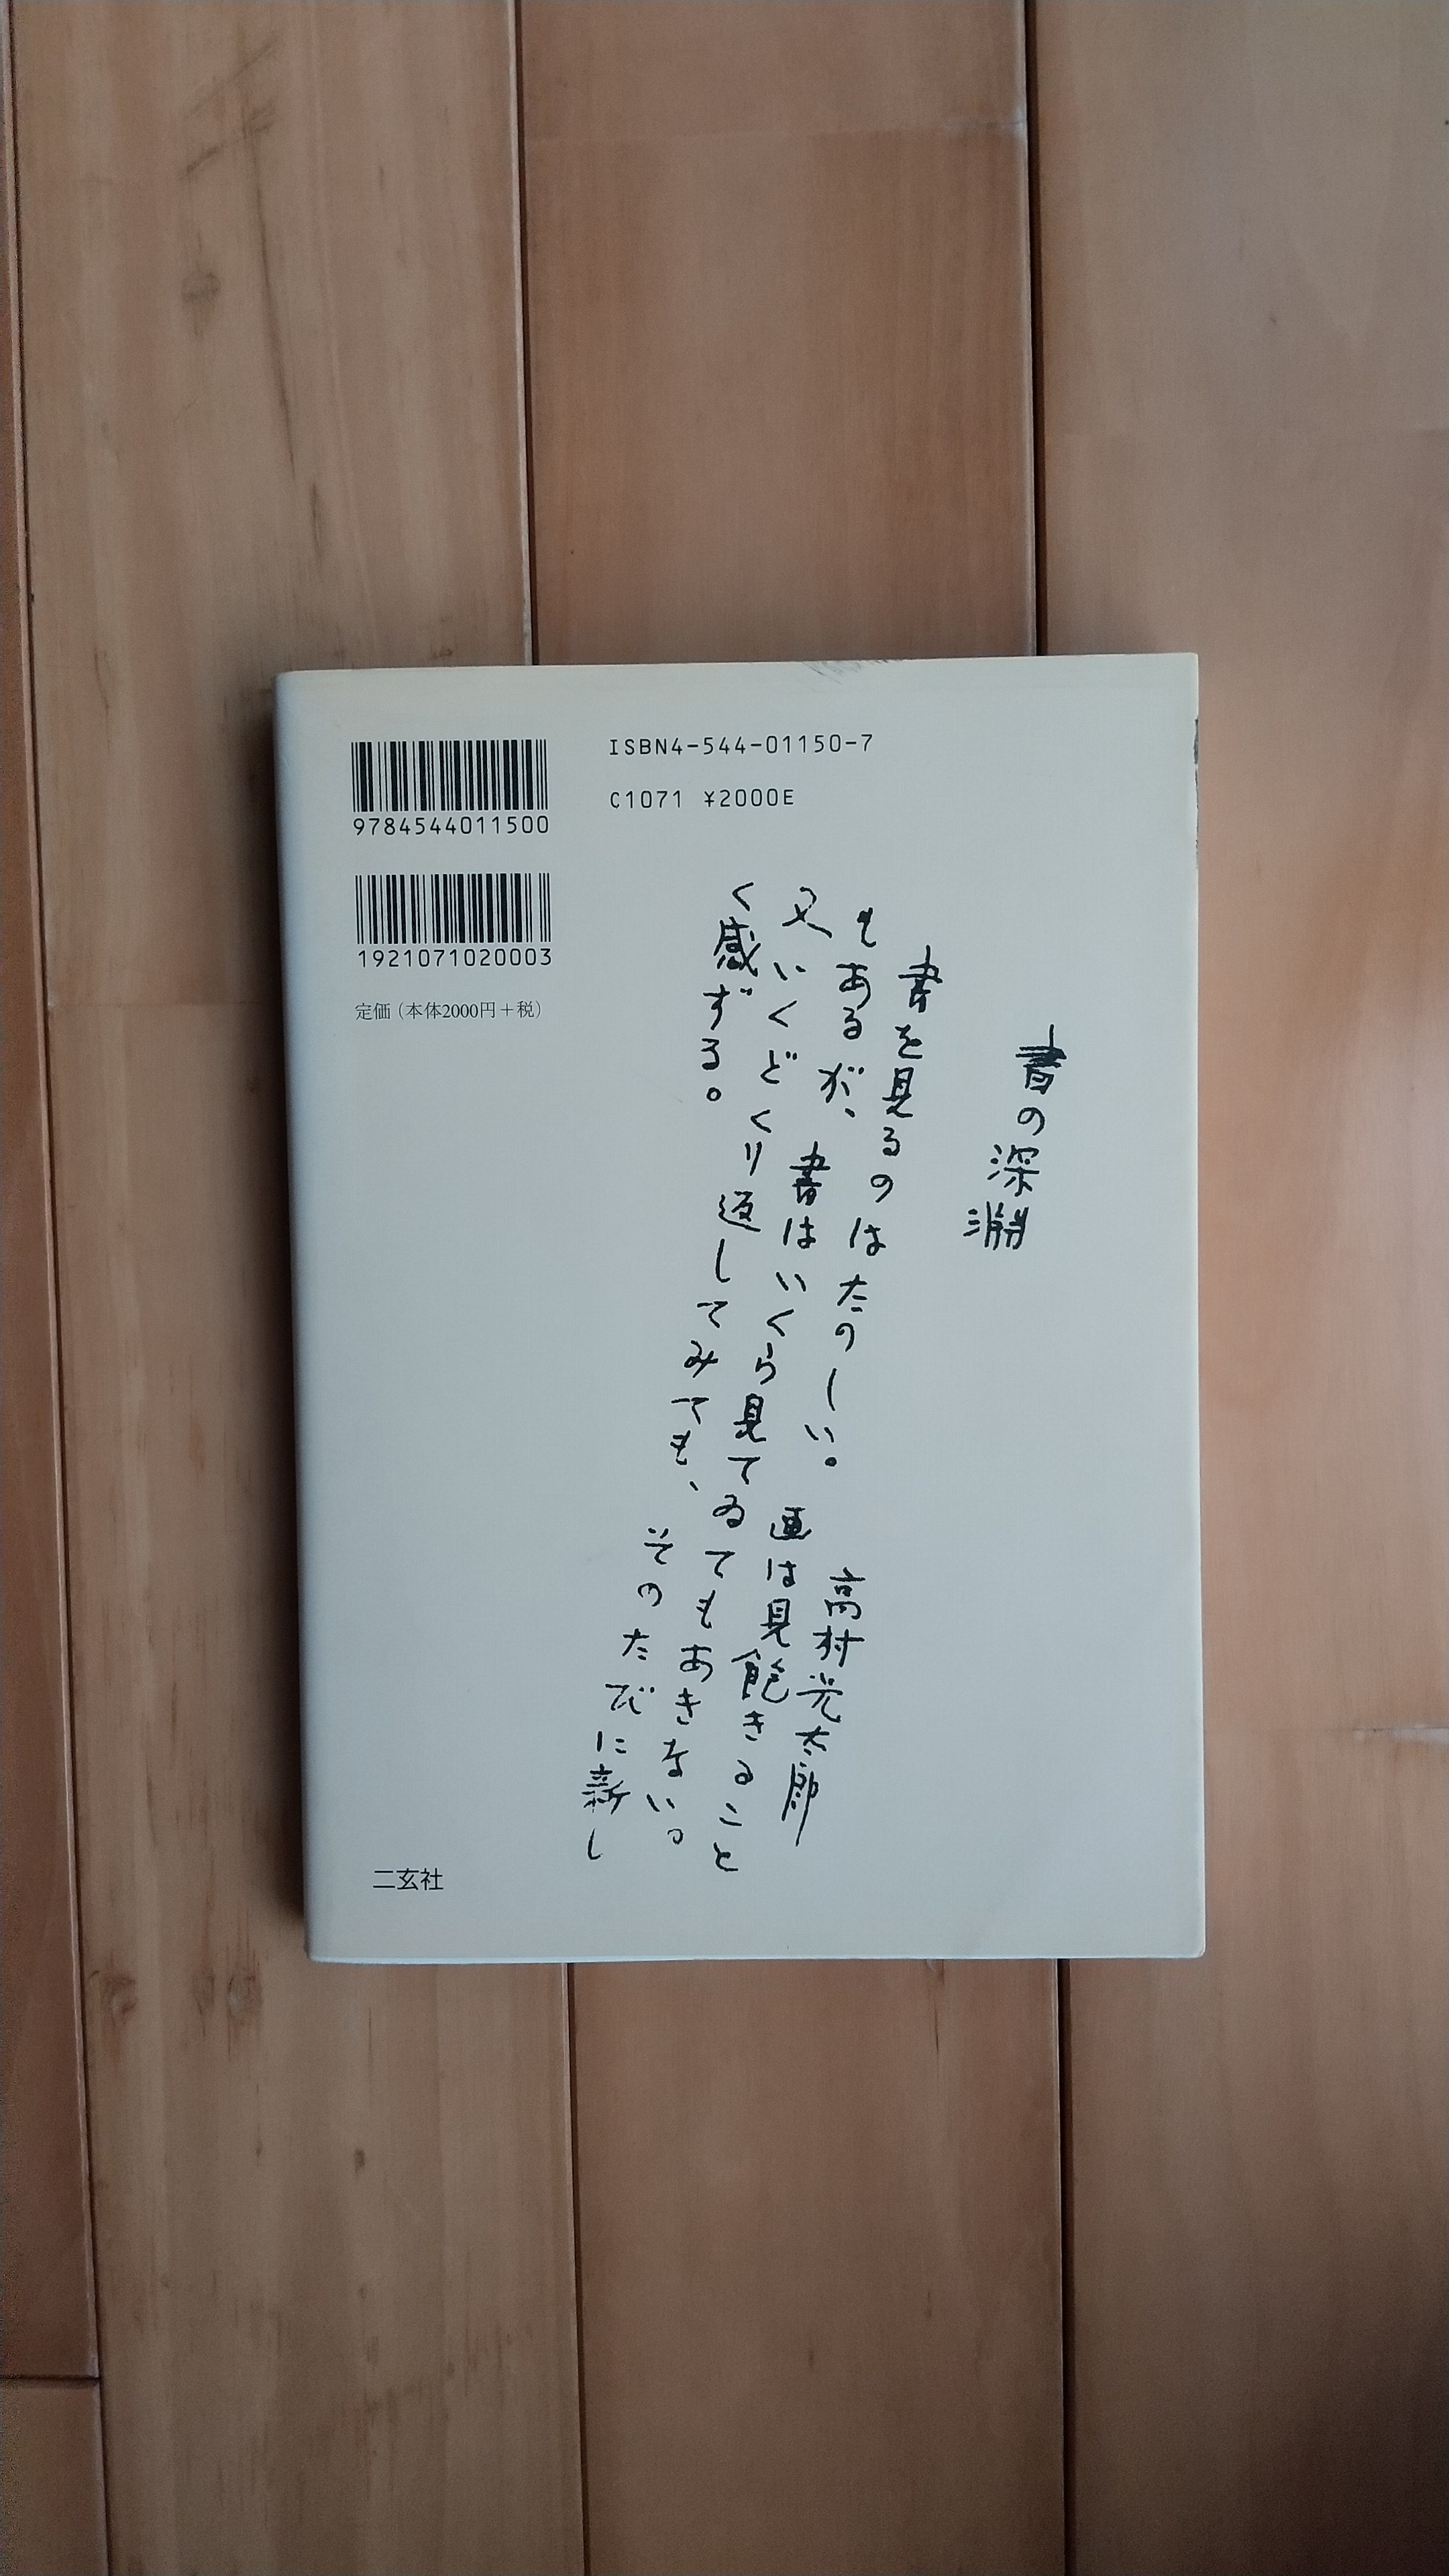 ISBN4-544-01150-7
C1071 ¥2000E
9784544011500
1921071020003
定価（本体2000円＋税）
書の深淵
高村光太郎
書を見るのはたのしい。画は見飽きること
もあるが、書はいくら見てゐてもあきない。
又いくどくり返してみても、そのたびに新し
く感ずる。
二玄社